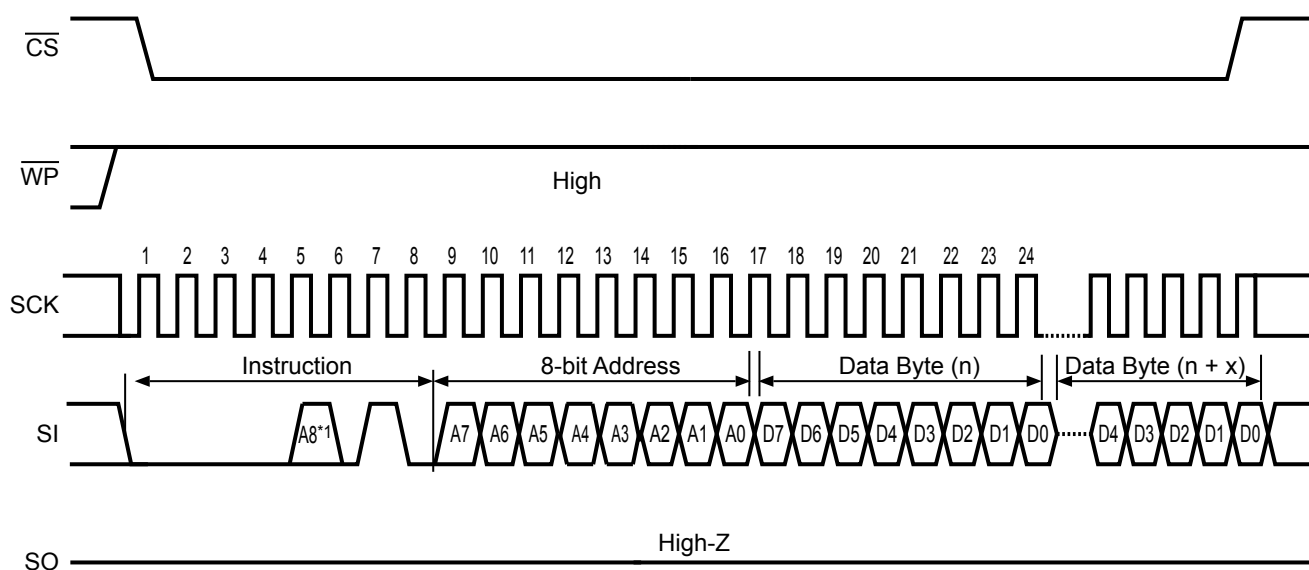 CS
WP
High
1 2 3 4 5 6 7 8 9 10 11 12 13 14 15 16 17 18 19 20 21 22 23 24
SCK
Instruction 8-bit Address Data Byte (n) Data Byte (n + x)
SI A8*1 A7 A6 A5 A4 A3 A2 A1 A0 D7 D6 D5 D4 D3 D2 D1 D0 D4 D3 D2 D1 D0
High-Z
SO